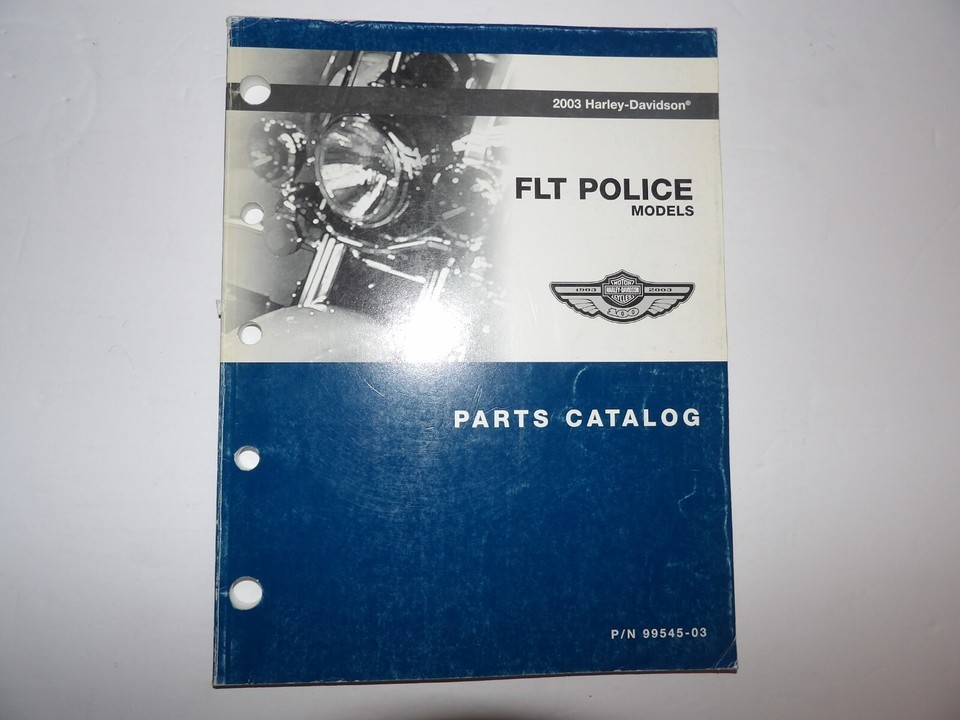 2003 Harley-Davidson®
FLT POLICE
MODELS
MOTOR
1903 HARLEY-DAVIDSON 2003
CYCLES
100
PARTS CATALOG
P/N 99545-03